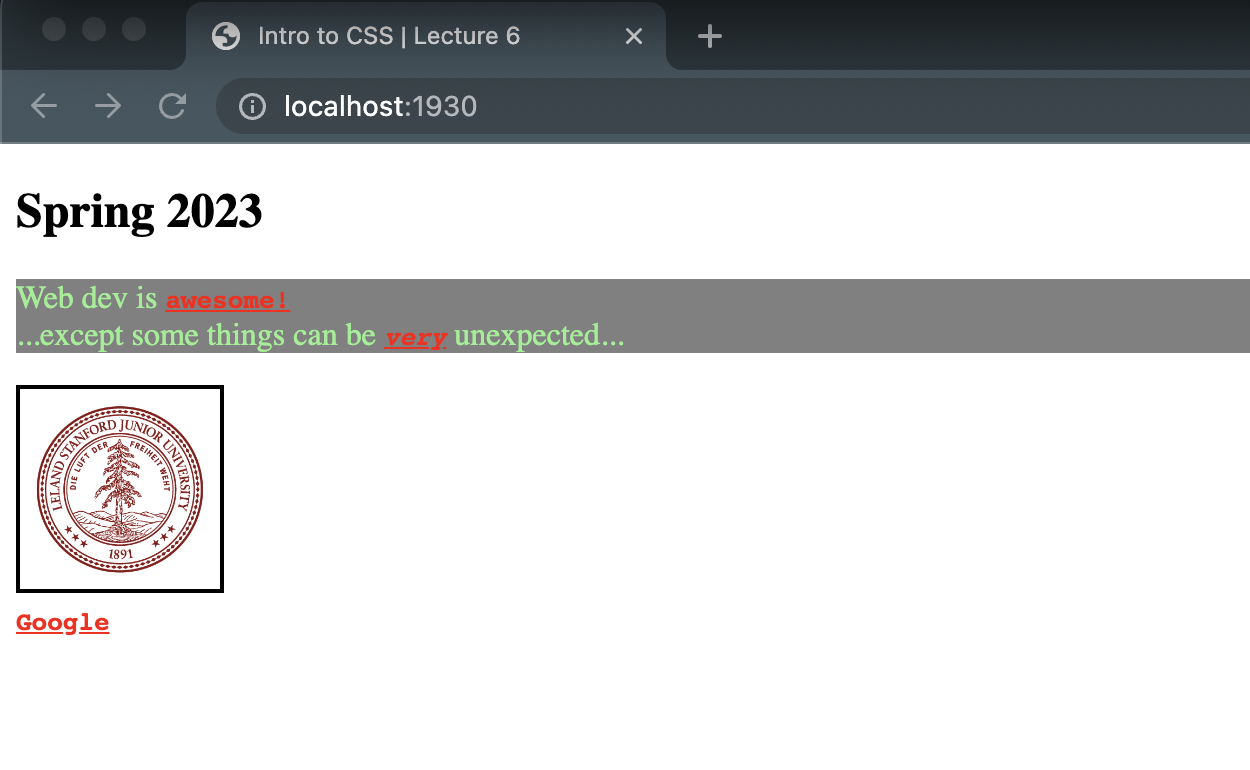 Intro to CSS | Lecture 6
localhost:1930
Spring 2023
Web dev is awesome!
...except some things can be very unexpected...
LELAND STANFORD JUNIOR UNIVERSITY
DIE LUFT DER FREIHEIT WEHT
1891
Google